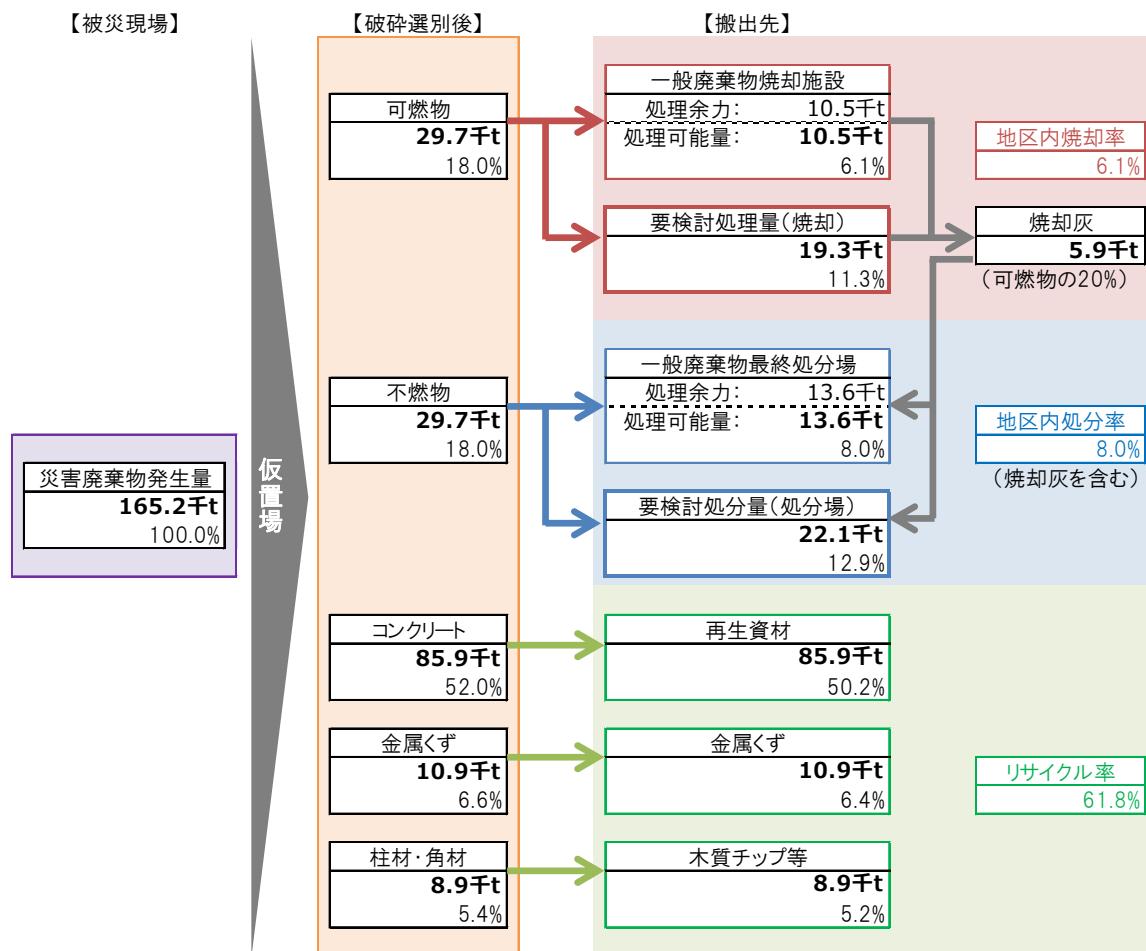 【被災現場】
【破砕選別後】
【搬出先】
災害廃棄物発生量
165.2千t
100.0%
仮置場
可燃物
29.7千t
18.0%
不燃物
29.7千t
18.0%
コンクリート
85.9千t
52.0%
金属くず
10.9千t
6.6%
柱材・角材
8.9千t
5.4%
一般廃棄物焼却施設
処理余力： 10.5千t
処理可能量： 10.5千t
6.1%
要検討処理量（焼却）
19.3千t
11.3%
一般廃棄物最終処分場
処理余力： 13.6千t
処理可能量： 13.6千t
8.0%
要検討処分量（処分場）
22.1千t
12.9%
再生資材
85.9千t
50.2%
金属くず
10.9千t
6.4%
木質チップ等
8.9千t
5.2%
地区内焼却率
6.1%
焼却灰
5.9千t
（可燃物の20%）
地区内処分率
8.0%
（焼却灰を含む）
リサイクル率
61.8%